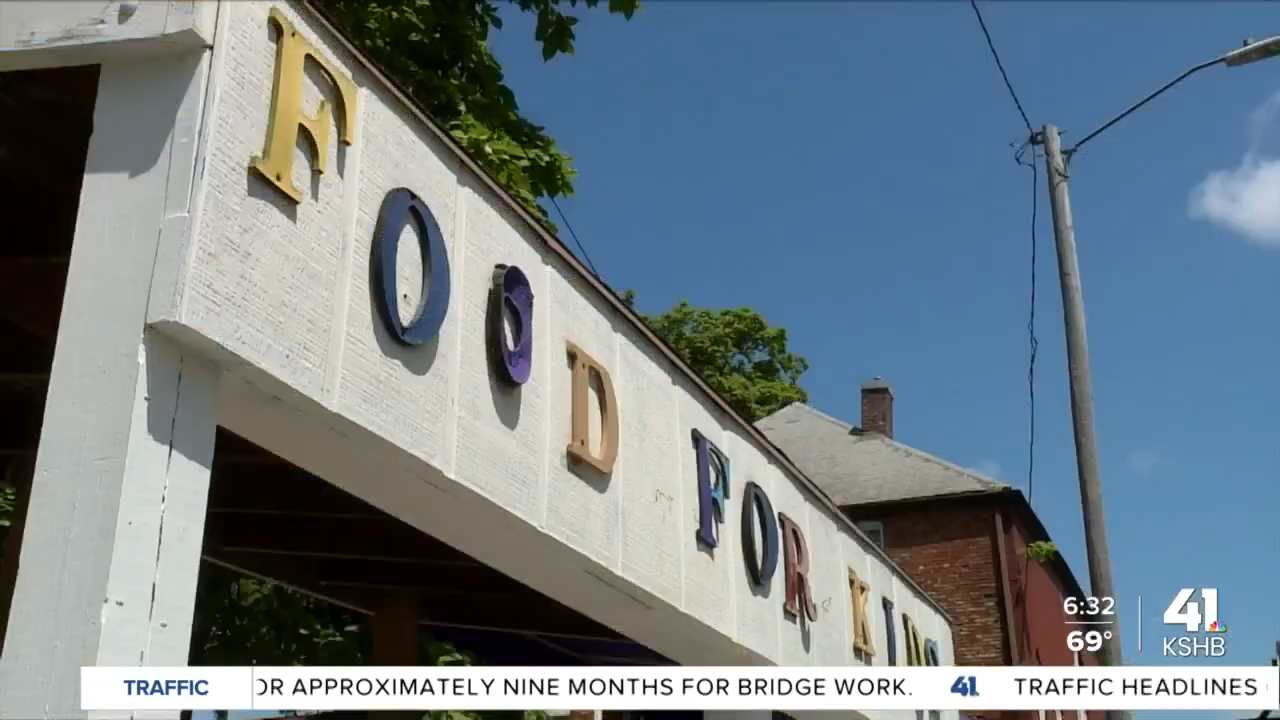 FOOD FOR KIDS
6:32
69°
41
KSHB
TRAFFIC OR APPROXIMATELY NINE MONTHS FOR BRIDGE WORK. 41 TRAFFIC HEADLINES